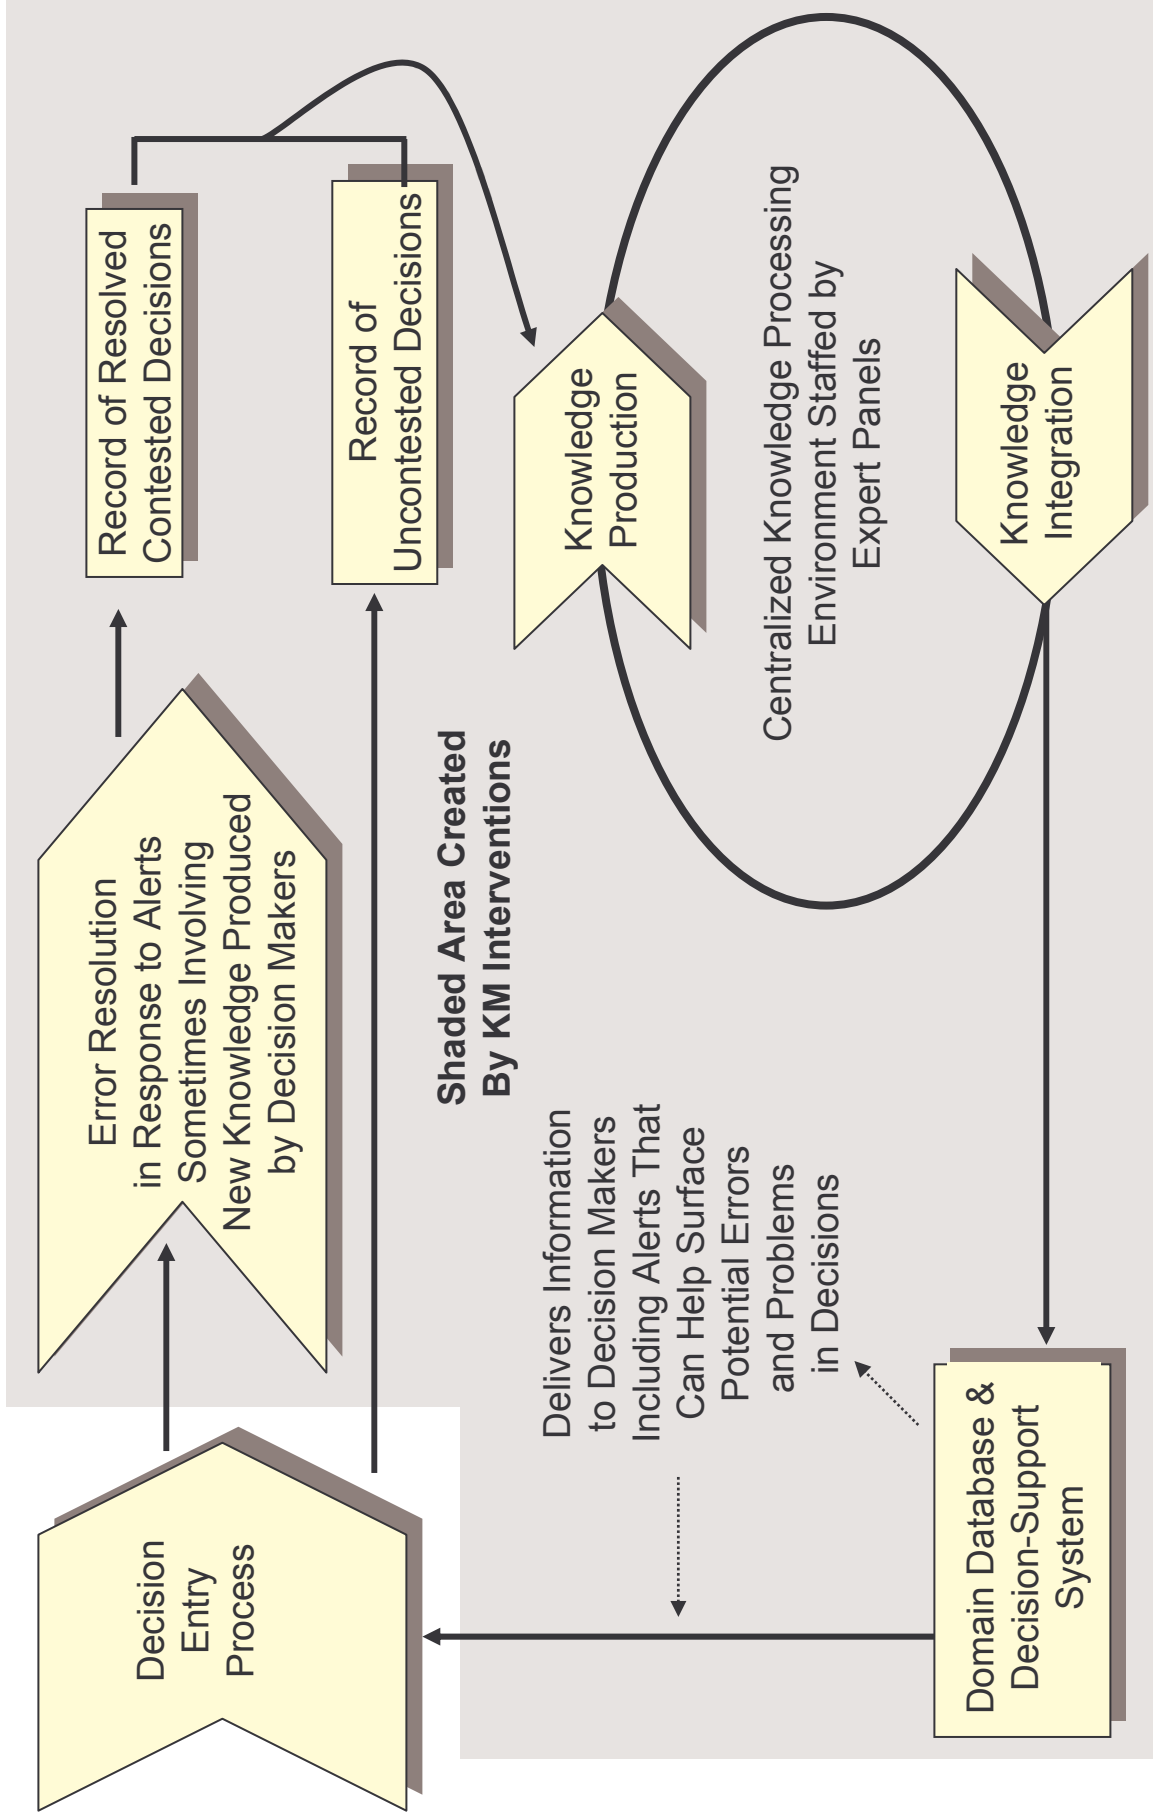 Decision
Entry
Process
Error Resolution
in Response to Alerts
Sometimes Involving
New Knowledge Produced
by Decision Makers
Record of Resolved
Contested Decisions
Record of
Uncontested Decisions
Shaded Area Created
By KM Interventions
Delivers Information
to Decision Makers
Including Alerts That
Can Help Surface
Potential Errors
and Problems
in Decisions
Knowledge
Production
Centralized Knowledge Processing
Environment Staffed by
Expert Panels
Knowledge
Integration
Domain Database &
Decision-Support
System